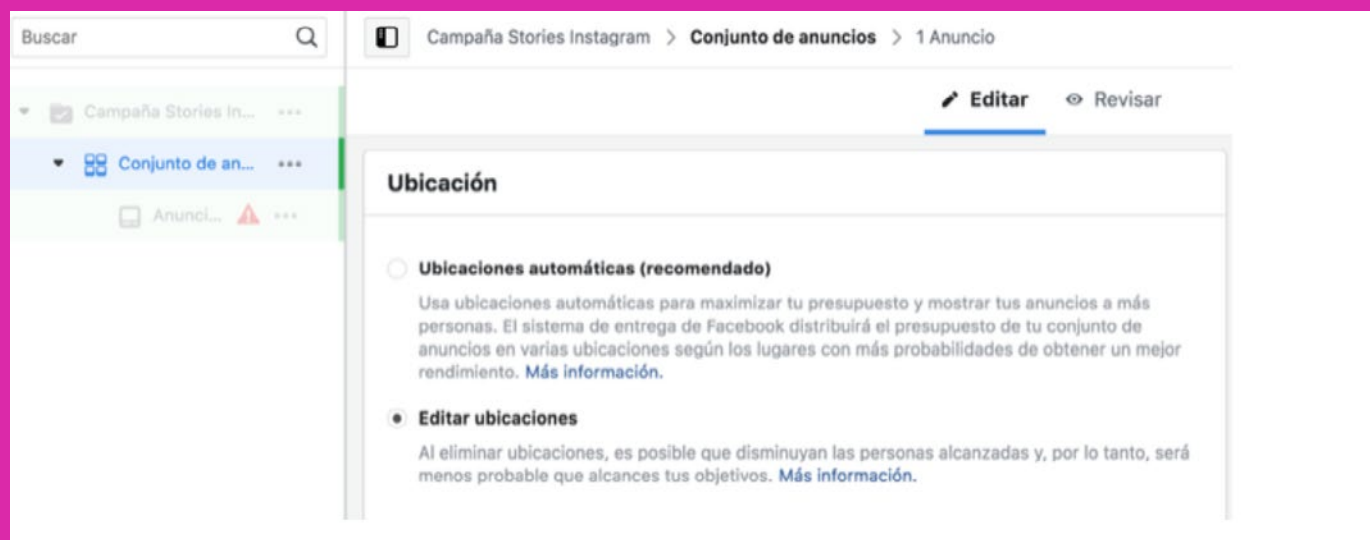 Buscar
Campaña Stories Instagram > Conjunto de anuncios > 1 Anuncio
Editar
Revisar
Campaña Stories In... ...
Conjunto de an... ...
Anunci... ...
Ubicación
Ubicaciones automáticas (recomendado)
Usa ubicaciones automáticas para maximizar tu presupuesto y mostrar tus anuncios a más
personas. El sistema de entrega de Facebook distribuirá el presupuesto de tu conjunto de
anuncios en varias ubicaciones según los lugares con más probabilidades de obtener un mejor
rendimiento. Más información.
Editar ubicaciones
Al eliminar ubicaciones, es posible que disminuyan las personas alcanzadas y, por lo tanto, será
menos probable que alcances tus objetivos. Más información.